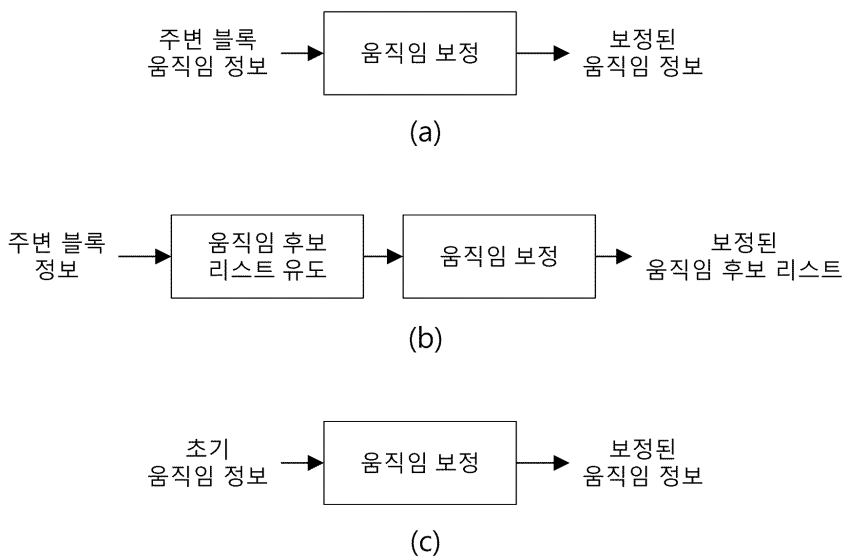 주변 블록
움직임 정보
움직임 보정
보정된
움직임 정보
(a)
주변 블록
정보
움직임 후보
리스트 유도
움직임 보정
보정된
움직임 후보 리스트
(b)
초기
움직임 정보
움직임 보정
보정된
움직임 정보
(c)